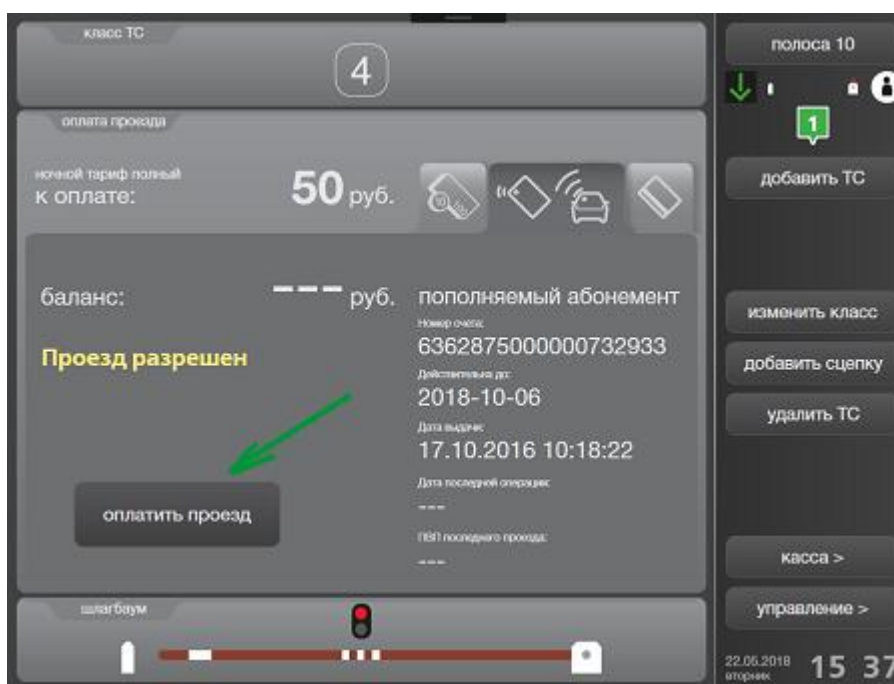 класс ТС
4
оплата проезда
ночной тариф полный
к оплате:
50 руб.
баланс:
--- руб.
Проезд разрешен
оплатить проезд
пополняемый абонемент
Номер счета:
6362875000000732933
Действительна до:
2018-10-06
Дата выдачи:
17.10.2016 10:18:22
Дата последней операции:
---
ПВП последнего проезда:
---
шлагбаум
полоса 10
1
добавить ТС
изменить класс
добавить сцепку
удалить ТС
касса >
управление >
22.05.2018
вторник
15 37